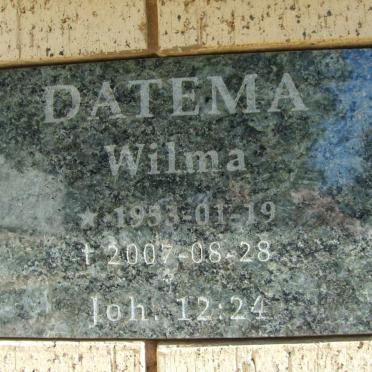 DATEMA
Wilma
* 1953-01-19
† 2007-08-28
Joh. 12:24